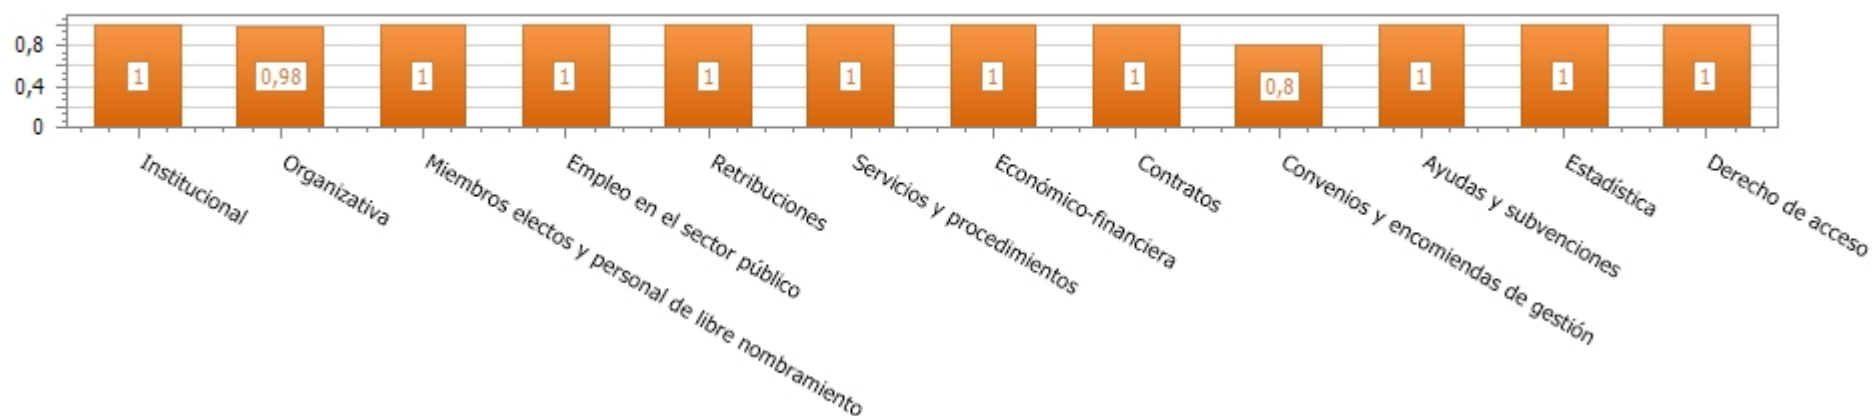 0,8
0,4
0
1
0,98
1
1
1
1
1
1
0,8
1
1
1
Institucional
Organizativa
Miembros electos y personal de libre nombramiento
Empleo en el sector público
Retribuciones
Servicios y procedimientos
Económico-financiera
Contratos
Convenios y encomiendas de gestión
Ayudas y subvenciones
Estadística
Derecho de acceso